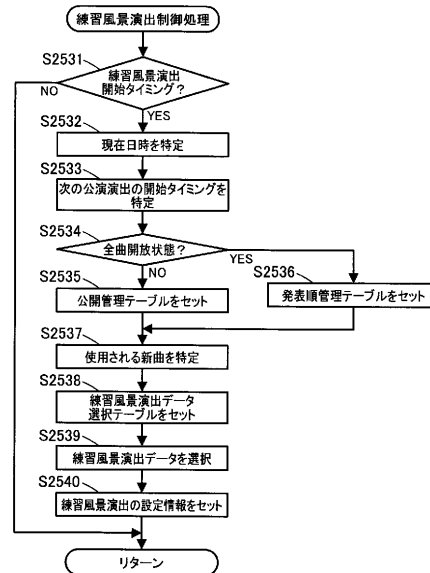 練習風景演出制御処理
S2531
練習風景演出
開始タイミング？
NO
YES
S2532
現在日時を特定
S2533
次の公演演出の開始タイミングを
特定
S2534
全曲開放状態？
YES
NO
S2535
公開管理テーブルをセット
S2536
発表順管理テーブルをセット
S2537
使用される新曲を特定
S2538
練習風景演出データ
選択テーブルをセット
S2539
練習風景演出データを選択
S2540
練習風景演出の設定情報をセット
リターン